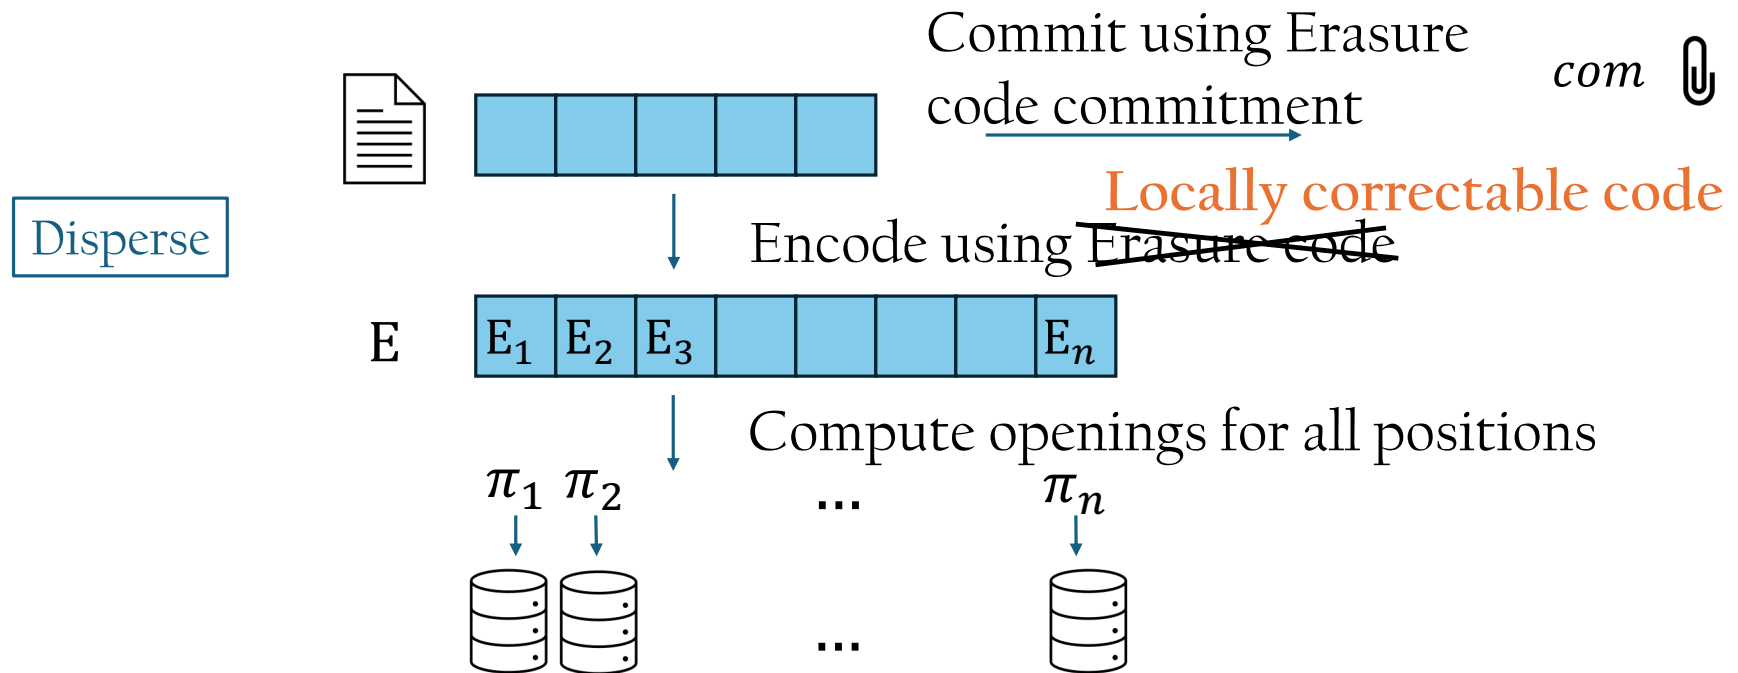 Commit using Erasure
code commitment
com
Locally correctable code
Disperse
Encode using Erasure code
E
E₁ E₂ E₃ Eₙ
Compute openings for all positions
π₁ π₂ ... πₙ
...